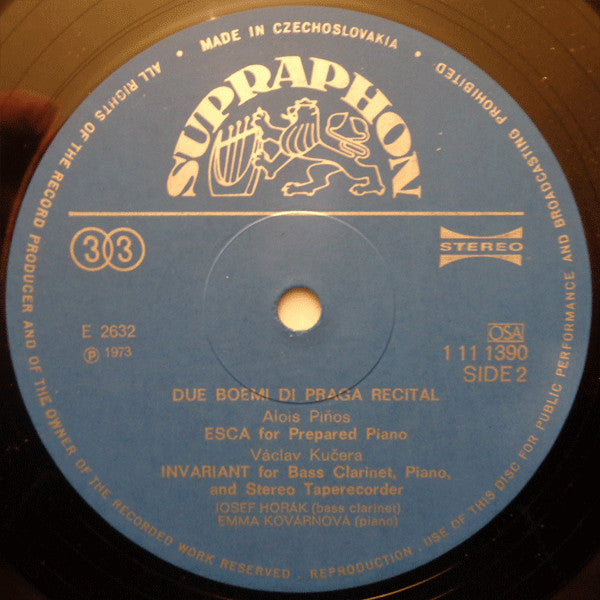 ALL RIGHTS OF THE RECORD PRODUCER AND OF THE OWNER OF THE RECORDED WORK RESERVED . REPRODUCTION . USE OF THIS DISC FOR PUBLIC PERFORMANCE AND BROADCASTING PROHIBITED
• MADE IN CZECHOSLOVAKIA •
SUPRAPHON
33
STEREO
E 2632
℗ 1973
OSA
1 11 1390
SIDE 2
DUE BOEMI DI PRAGA RECITAL
Alois Piños
ESCA for Prepared Piano
Václav Kučera
INVARIANT for Bass Clarinet, Piano,
and Stereo Taperecorder
JOSEF HORÁK (bass clarinet)
EMMA KOVÁRNOVÁ (piano)